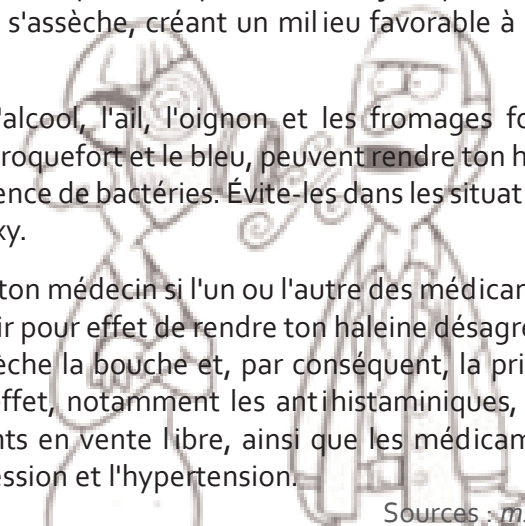 s'assèche, créant un milieu favorable à
'alcool, l'ail, l'oignon et les fromages fo
roquefort et le bleu, peuvent rendre ton h
ence de bactéries. Évite-les dans les situat
xy.
ton médecin si l'un ou l'autre des médicar
ir pour effet de rendre ton haleine désagré
èche la bouche et, par conséquent, la pri
effet, notamment les antihistaminiques,
nts en vente libre, ainsi que les médicam
ession et l'hypertension.
Sources : m